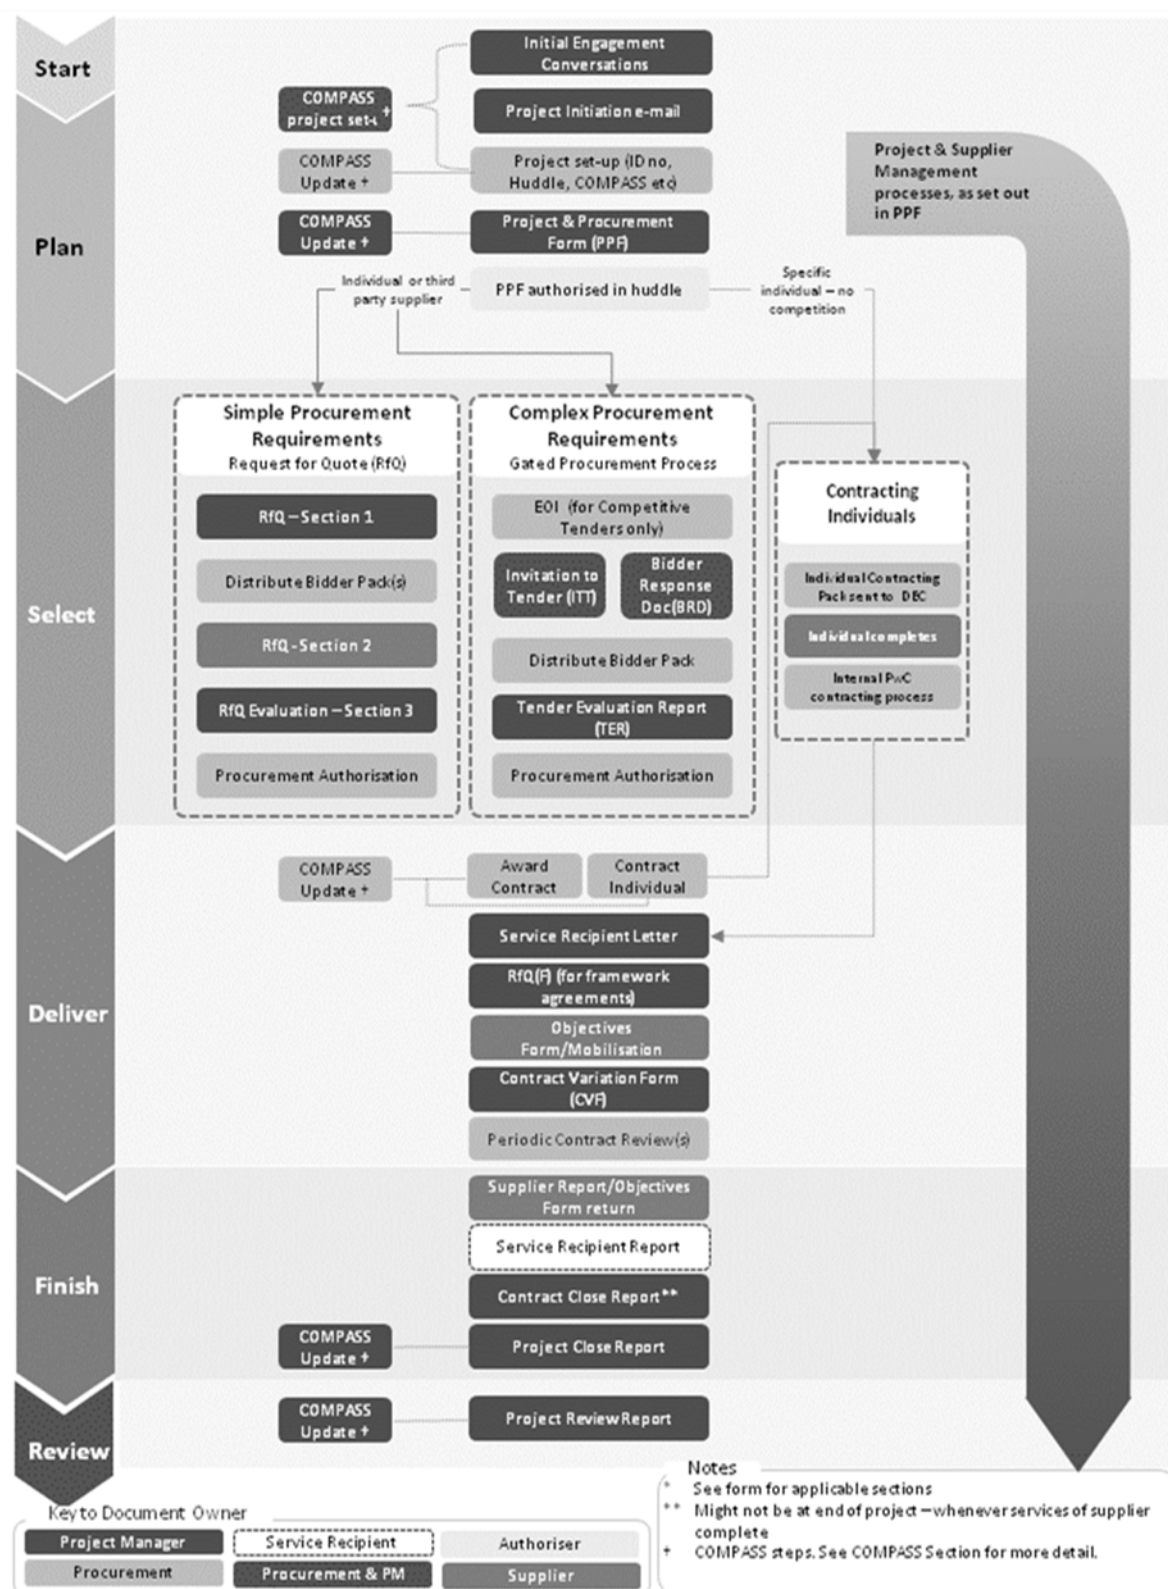 Start
Initial Engagement
Conversations
COMPASS
project set-u +
Project Initiation e-mail
COMPASS
Update +
Project set-up (ID no,
Huddle, COMPASS etc)
Project & Supplier
Management
processes, as set out
in PPF
Plan
COMPASS
Update +
Project & Procurement
Form (PPF)
Individual or third
party supplier
PPF authorised in huddle
Specific
individual – no
competition
Select
Simple Procurement
Requirements
Request for Quote (RfQ)
RfQ – Section 1
Distribute Bidder Pack(s)
RfQ - Section 2
RfQ Evaluation – Section 3
Procurement Authorisation
Complex Procurement
Requirements
Gated Procurement Process
EOI (for Competitive
Tenders only)
Invitation to
Tender (ITT)
Bidder
Response
Doc(BRD)
Distribute Bidder Pack
Tender Evaluation Report
(TER)
Procurement Authorisation
Contracting
Individuals
Individual Contracting
Pack sent to DEC
Individual completes
Internal PwC
contracting process
Deliver
COMPASS
Update +
Award
Contract
Contract
Individual
Service Recipient Letter
RfQ(F) (for framework
agreements)
Objectives
Form/Mobilisation
Contract Variation Form
(CVF)
Periodic Contract Review(s)
Finish
Supplier Report/Objectives
Form return
Service Recipient Report
Contract Close Report**
COMPASS
Update +
Project Close Report
Review
COMPASS
Update +
Project Review Report
Key to Document Owner
Project Manager
Service Recipient
Authoriser
Procurement
Procurement & PM
Supplier
Notes
* See form for applicable sections
** Might not be at end of project – whenever services of supplier
complete
+ COMPASS steps. See COMPASS Section for more detail.